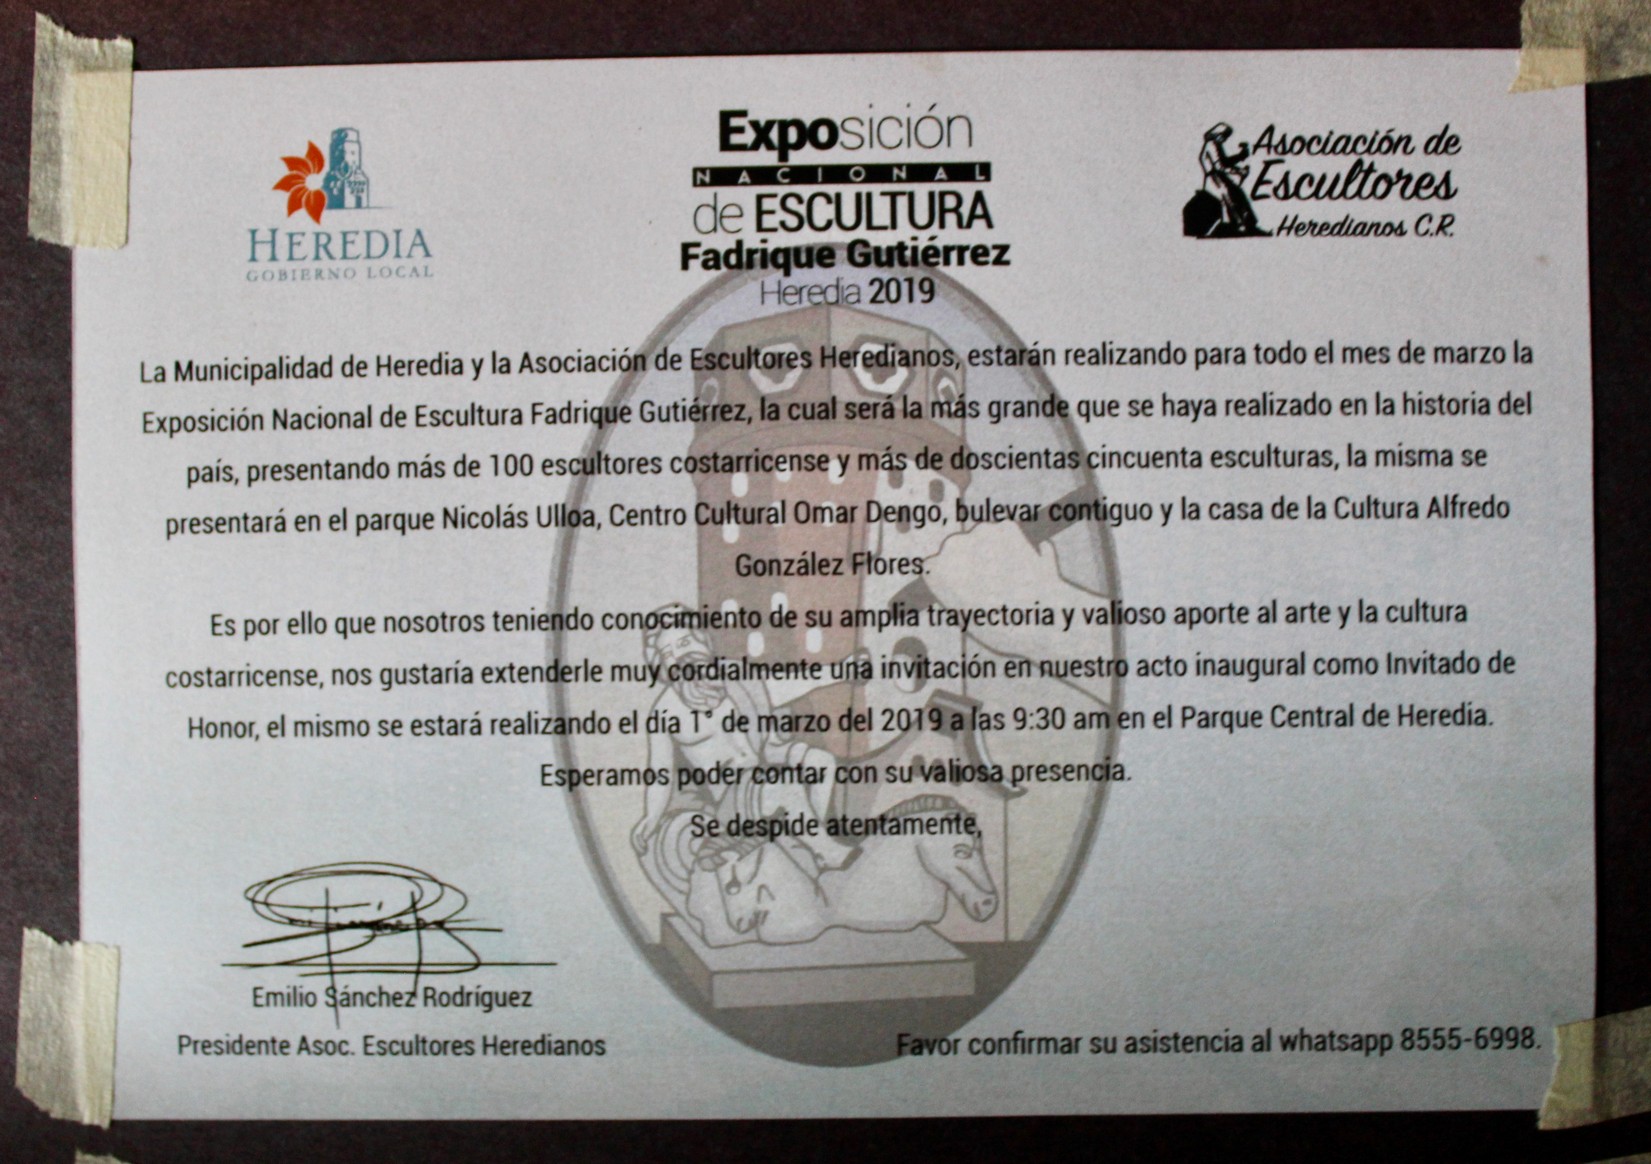 HEREDIA
GOBIERNO LOCAL
Exposición
NACIONAL
de ESCULTURA
Fadrique Gutiérrez
Heredia 2019
Asociación de
Escultores
Heredianos C.R.
La Municipalidad de Heredia y la Asociación de Escultores Heredianos, estarán realizando para todo el mes de marzo la
Exposición Nacional de Escultura Fadrique Gutiérrez, la cual será la más grande que se haya realizado en la historia del
país, presentando más de 100 escultores costarricense y más de doscientas cincuenta esculturas, la misma se
presentará en el parque Nicolás Ulloa, Centro Cultural Omar Dengo, bulevar contiguo y la casa de la Cultura Alfredo
González Flores.
Es por ello que nosotros teniendo conocimiento de su amplia trayectoria y valioso aporte al arte y la cultura
costarricense, nos gustaría extenderle muy cordialmente una invitación en nuestro acto inaugural como Invitado de
Honor, el mismo se estará realizando el día 1° de marzo del 2019 a las 9:30 am en el Parque Central de Heredia.
Esperamos poder contar con su valiosa presencia.
Se despide atentamente,
Emilio Sánchez Rodríguez
Presidente Asoc. Escultores Heredianos
Favor confirmar su asistencia al whatsapp 8555-6998.